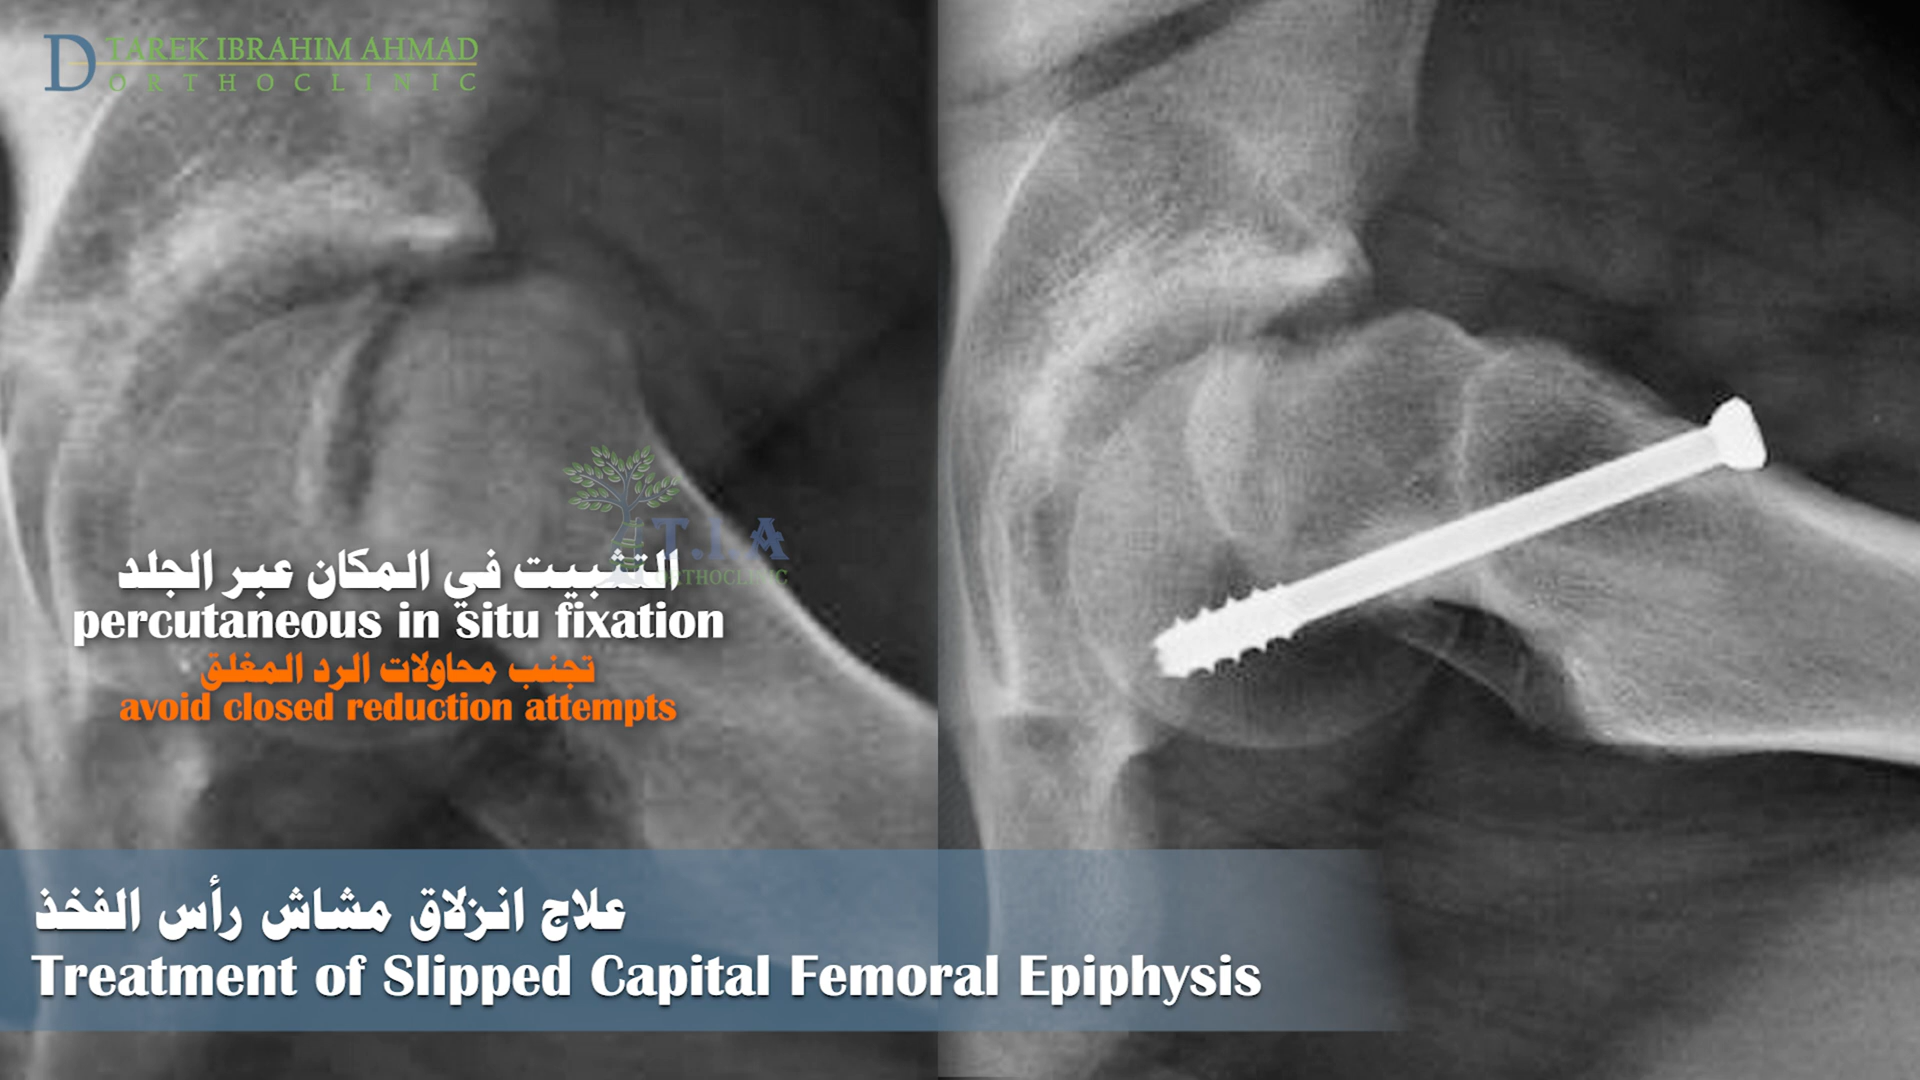 D TAREK IBRAHIM AHMAD
ORTHOCLINIC
T.I.A
ORTHOCLINIC
التثبيت في المكان عبر الجلد
percutaneous in situ fixation
تجنب محاولات الرد المغلق
avoid closed reduction attempts
علاج انزلاق مشاش رأس الفخذ
Treatment of Slipped Capital Femoral Epiphysis